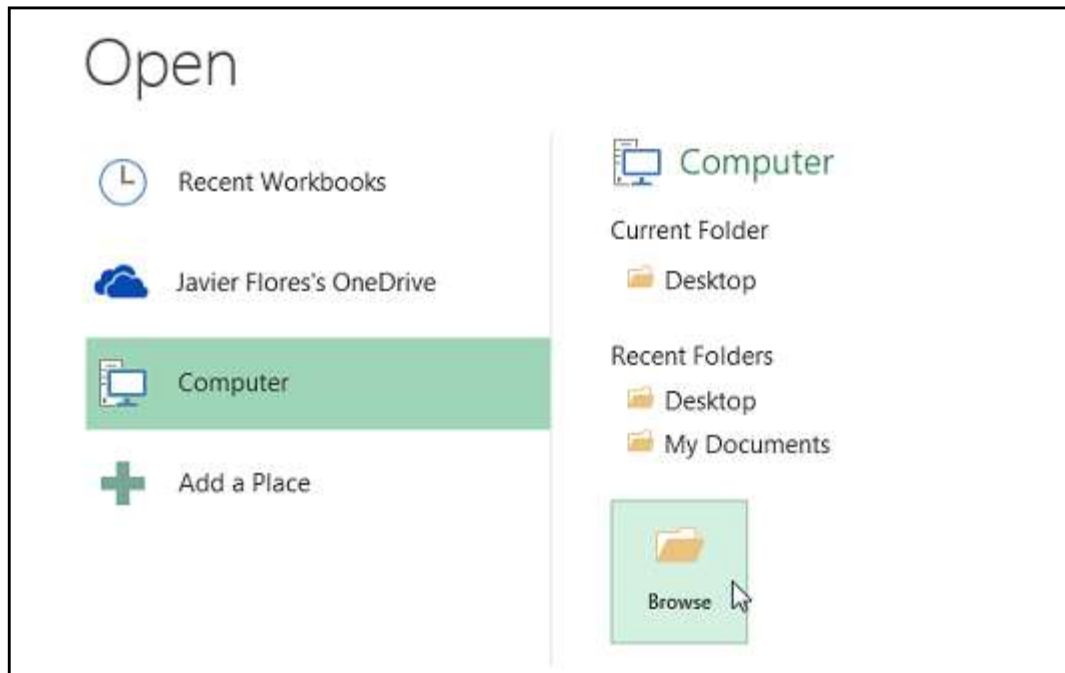 Open
Recent Workbooks
Javier Flores's OneDrive
Computer
Add a Place
Computer
Current Folder
Desktop
Recent Folders
Desktop
My Documents
Browse